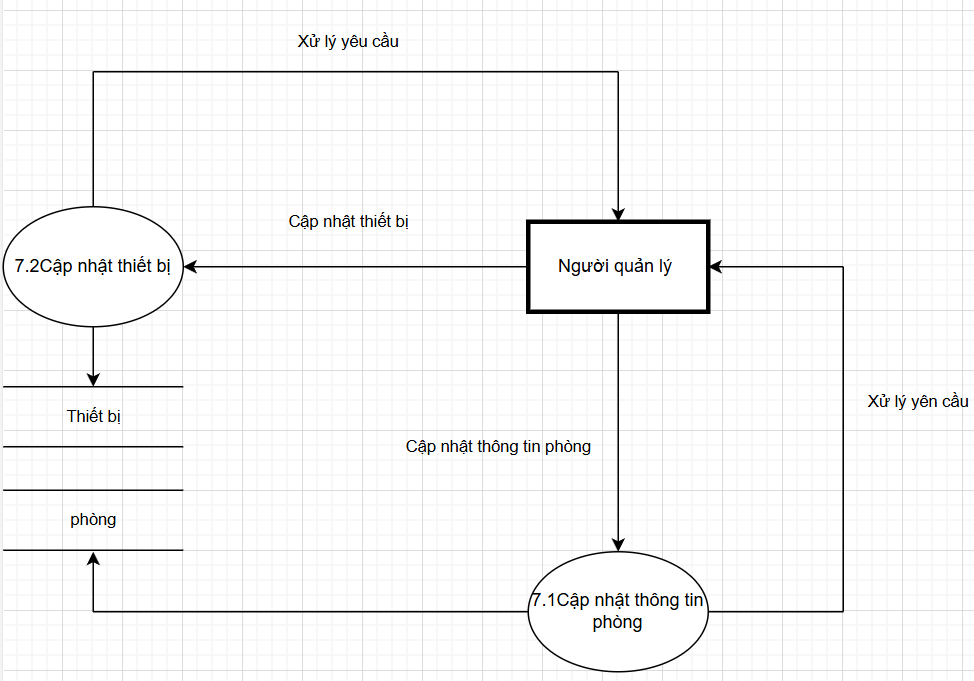 Xử lý yêu cầu
Cập nhật thiết bị
7.2Cập nhật thiết bị
Người quản lý
Thiết bị
Xử lý yên cầu
Cập nhật thông tin phòng
phòng
7.1Cập nhật thông tin
phòng